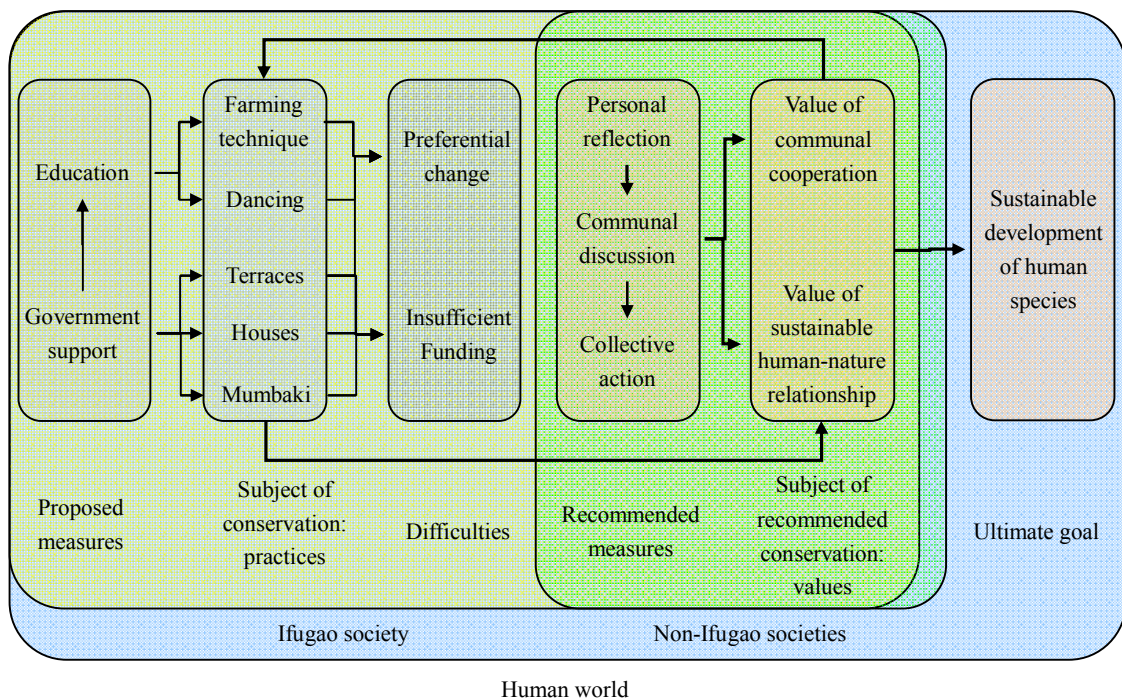 Education
Government
support
Farming
technique
Dancing
Terraces
Houses
Mumbaki
Preferential
change
Insufficient
Funding
Personal
reflection
Communal
discussion
Collective
action
Value of
communal
cooperation
Value of
sustainable
human-nature
relationship
Sustainable
development
of human
species
Proposed
measures
Subject of
conservation:
practices
Difficulties
Recommended
measures
Subject of
recommended
conservation:
values
Ultimate goal
Ifugao society
Non-Ifugao societies
Human world